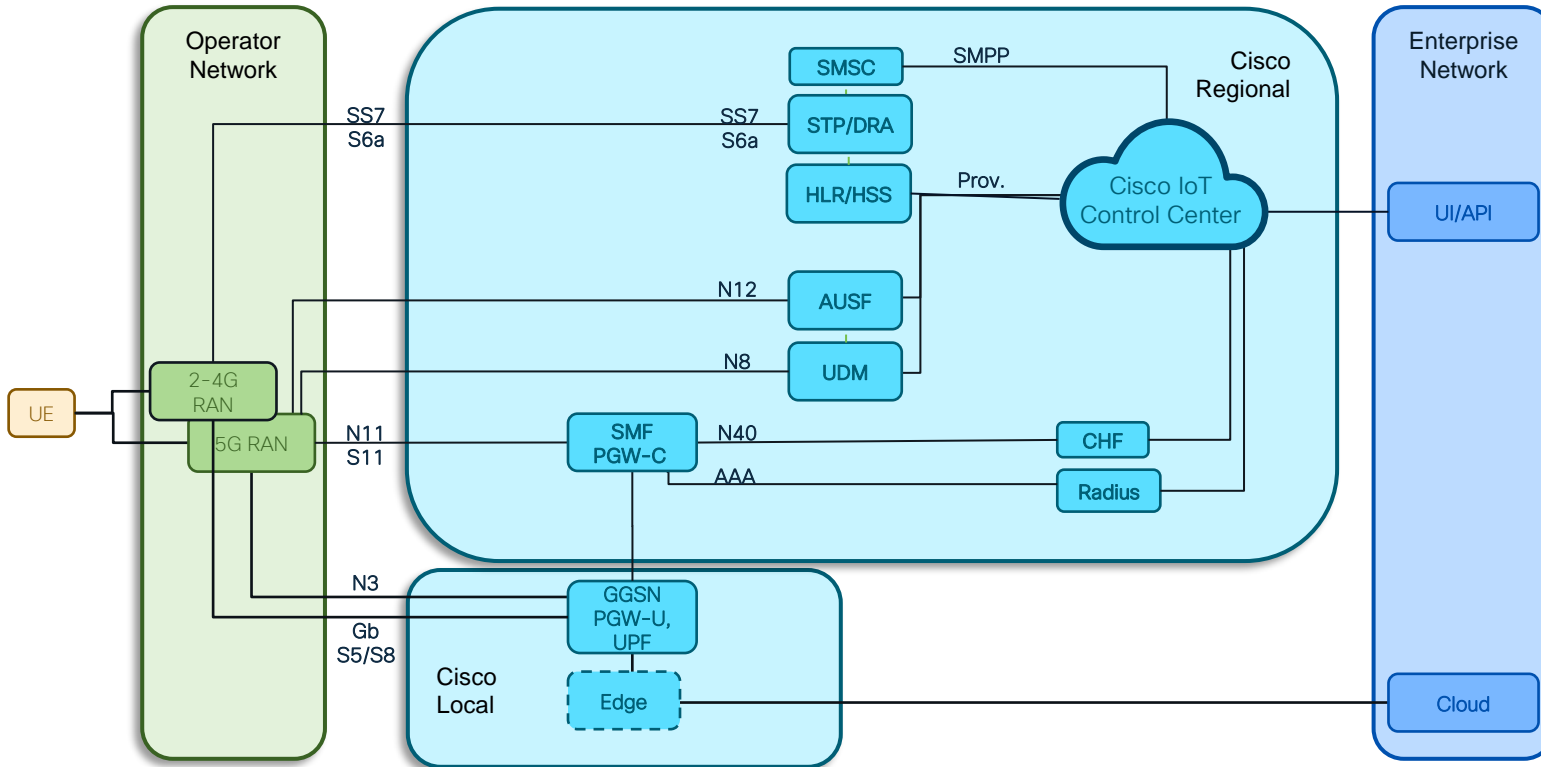 Operator
Network
Cisco
Regional
Enterprise
Network
SMSC
SMPP
SS7
S6a
SS7
S6a
STP/DRA
HLR/HSS
Prov.
Cisco IoT
Control Center
UI/API
N12
AUSF
N8
UDM
2-4G
RAN
UE
5G RAN
N11
S11
SMF
PGW-C
N40
CHF
AAA
Radius
N3
Gb
S5/S8
GGSN
PGW-U,
UPF
Cisco
Local
Edge
Cloud